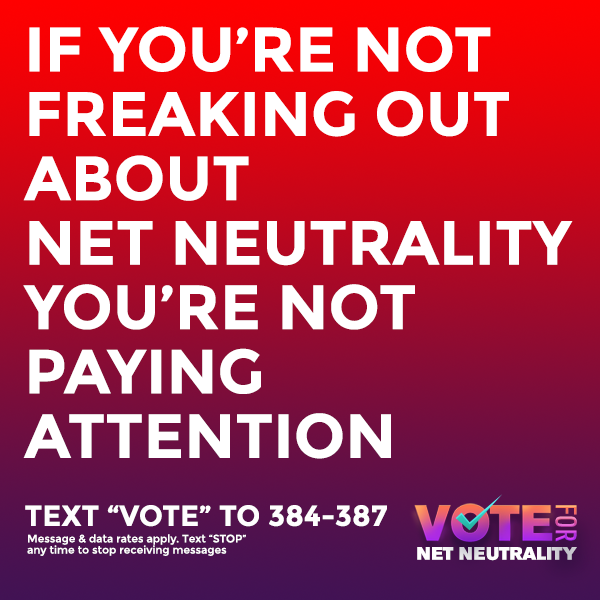 IF YOU’RE NOT
FREAKING OUT
ABOUT
NET NEUTRALITY
YOU’RE NOT
PAYING
ATTENTION
TEXT “VOTE” TO 384-387
Message & data rates apply. Text “STOP”
any time to stop receiving messages
VOTE FOR
NET NEUTRALITY